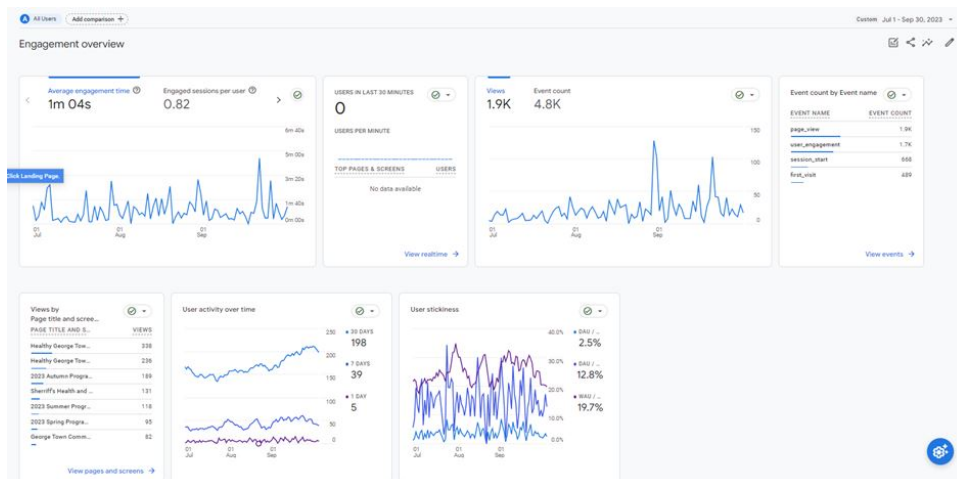 A All Users Add comparison + Custom Jul 1 - Sep 30, 2023
Engagement overview
Average engagement time
1m 04s
Engaged sessions per user
0.82
6m 40s
5m 00s
3m 20s
1m 40s
0m 00s
01 Jul
01 Aug
01 Sep
Click Landing Page
USERS IN LAST 30 MINUTES
0
USERS PER MINUTE
TOP PAGES & SCREENS USERS
No data available
View realtime
Views
1.9K
Event count
4.8K
150
100
50
0
01 Jul
01 Aug
01 Sep
Event count by Event name
EVENT NAME EVENT COUNT
page_view 1.9K
user_engagement 1.7K
session_start 668
first_visit 489
View events
Views by
Page title and scree...
PAGE TITLE AND S... VIEWS
Healthy George Tow... 338
Healthy George Tow... 236
2023 Autumn Progra... 189
Sherriff's Health and ... 131
2023 Summer Progr... 118
2023 Spring Progra... 95
George Town Comm... 82
View pages and screens
User activity over time
250
200
150
100
50
0
01 Jul
01 Aug
01 Sep
30 DAYS
198
7 DAYS
39
1 DAY
5
User stickiness
40.0%
30.0%
20.0%
10.0%
0.0%
01 Jul
01 Aug
01 Sep
DAU / ...
2.5%
DAU / ...
12.8%
WAU / ...
19.7%